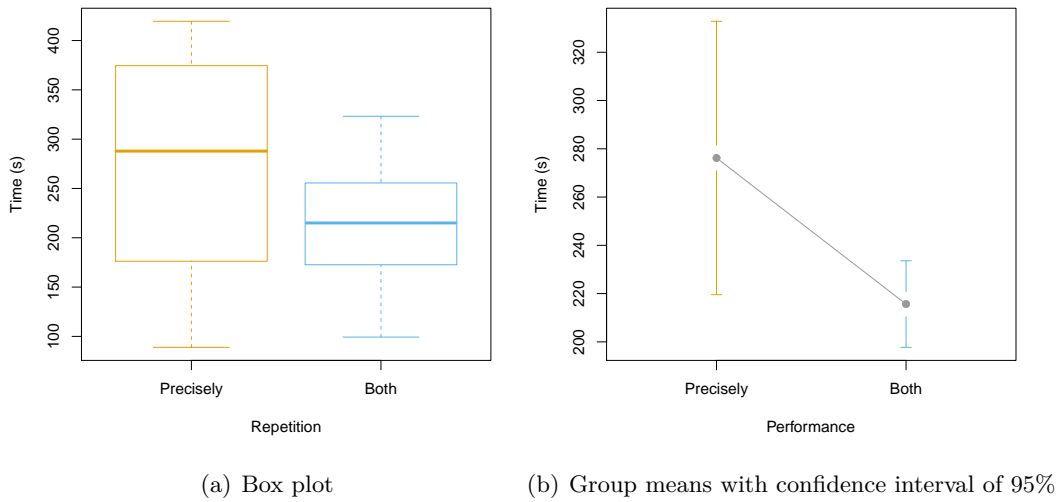 Time (s)
400
350
300
250
200
150
100
Precisely
Both
Repetition
(a) Box plot
Time (s)
320
300
280
260
240
220
200
Precisely
Both
Performance
(b) Group means with confidence interval of 95%